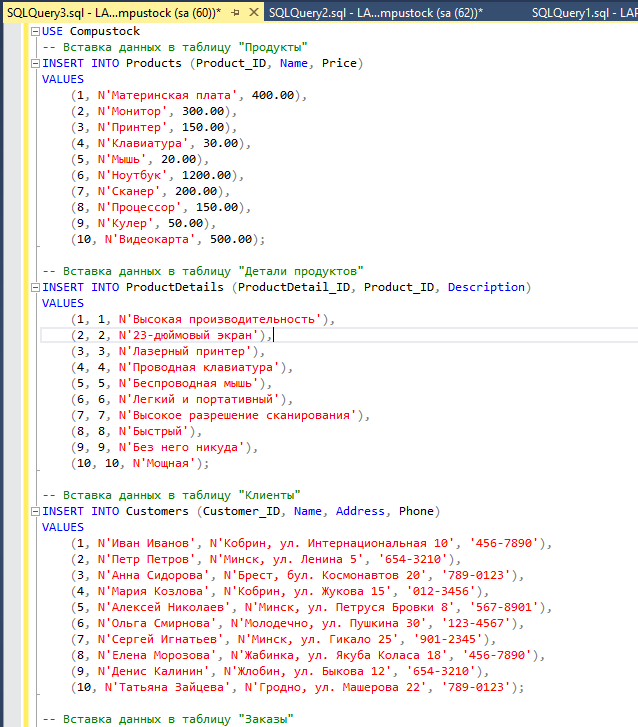 SQLQuery3.sql - LA...mpustock (sa (60))* SQLQuery2.sql - LA...mpustock (sa (62))* SQLQuery1.sql - LAP
USE Compustock
-- Вставка данных в таблицу "Продукты"
INSERT INTO Products (Product_ID, Name, Price)
VALUES
(1, N'Материнская плата', 400.00),
(2, N'Монитор', 300.00),
(3, N'Принтер', 150.00),
(4, N'Клавиатура', 30.00),
(5, N'Мышь', 20.00),
(6, N'Ноутбук', 1200.00),
(7, N'Сканер', 200.00),
(8, N'Процессор', 150.00),
(9, N'Кулер', 50.00),
(10, N'Видеокарта', 500.00);
-- Вставка данных в таблицу "Детали продуктов"
INSERT INTO ProductDetails (ProductDetail_ID, Product_ID, Description)
VALUES
(1, 1, N'Высокая производительность'),
(2, 2, N'23-дюймовый экран'),
(3, 3, N'Лазерный принтер'),
(4, 4, N'Проводная клавиатура'),
(5, 5, N'Беспроводная мышь'),
(6, 6, N'Легкий и портативный'),
(7, 7, N'Высокое разрешение сканирования'),
(8, 8, N'Быстрый'),
(9, 9, N'Без него никуда'),
(10, 10, N'Мощная');
-- Вставка данных в таблицу "Клиенты"
INSERT INTO Customers (Customer_ID, Name, Address, Phone)
VALUES
(1, N'Иван Иванов', N'Кобрин, ул. Интернациональная 10', '456-7890'),
(2, N'Петр Петров', N'Минск, ул. Ленина 5', '654-3210'),
(3, N'Анна Сидорова', N'Брест, бул. Космонавтов 20', '789-0123'),
(4, N'Мария Козлова', N'Кобрин, ул. Жукова 15', '012-3456'),
(5, N'Алексей Николаев', N'Минск, ул. Петруся Бровки 8', '567-8901'),
(6, N'Ольга Смирнова', N'Молодечно, ул. Пушкина 30', '123-4567'),
(7, N'Сергей Игнатьев', N'Минск, ул. Гикало 25', '901-2345'),
(8, N'Елена Морозова', N'Жабинка, ул. Якуба Коласа 18', '456-7890'),
(9, N'Денис Калинин', N'Жлобин, ул. Быкова 12', '654-3210'),
(10, N'Татьяна Зайцева', N'Гродно, ул. Машерова 22', '789-0123');
-- Вставка данных в таблицу "Заказы"